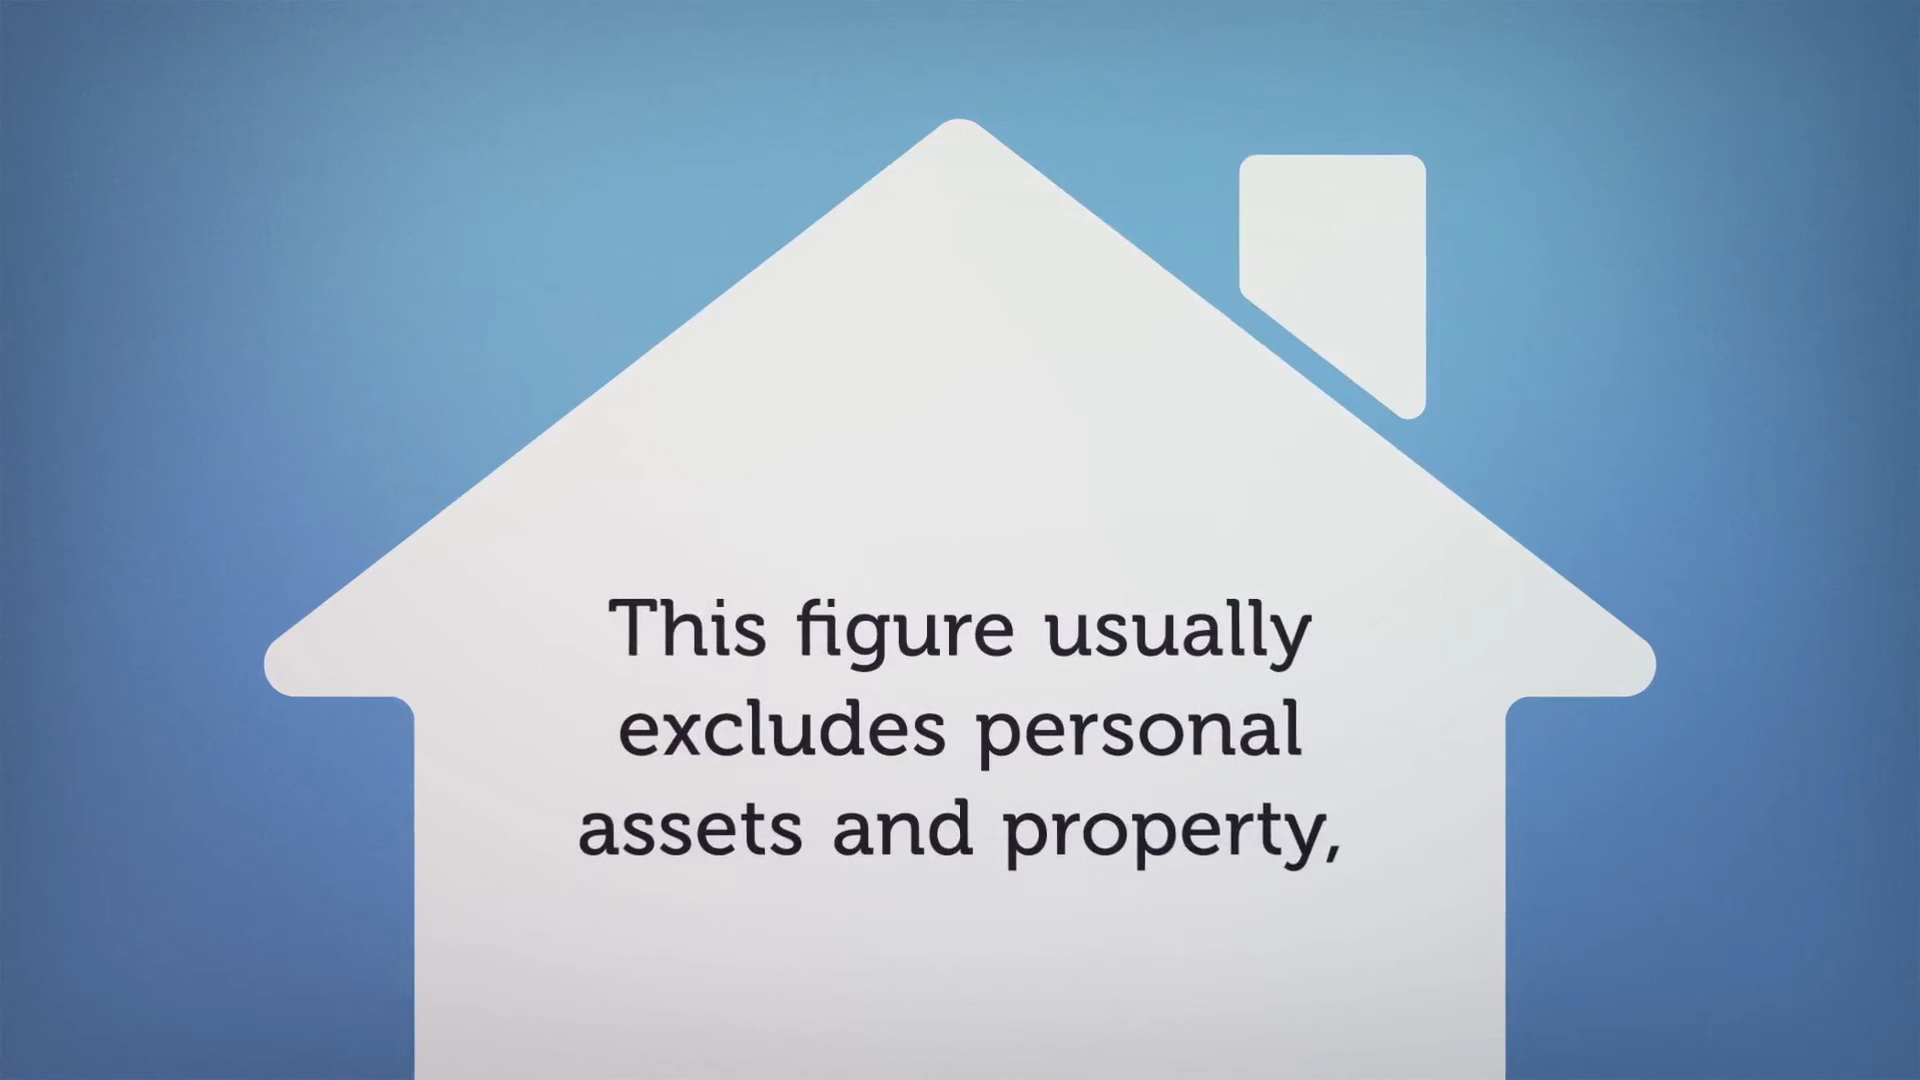 This figure usually
excludes personal
assets and property,